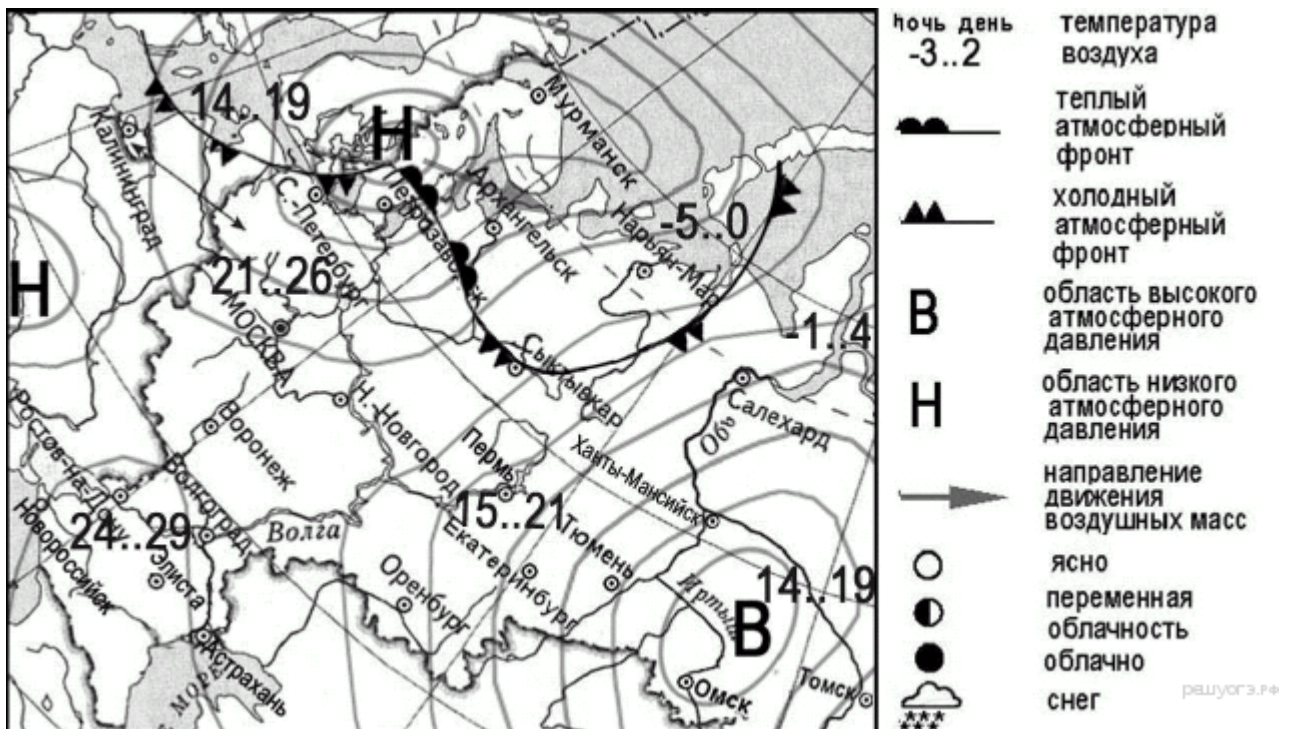 14..19
Н
Мурманск
Калининград
С.-Петербург
Петрозаводск
Архангельск
Нарьян-Мар
-5..0
Н
21..26
МОСКВА
-1..4
Сыктывкар
Салехард
Обь
Ростов-на-Дону
Воронеж
Н.-Новгород
Пермь
Ханты-Мансийск
Новороссийск
24..29
Волгоград
Волга
15..21
Элиста
Екатеринбург
Тюмень
Оренбург
Иртыш
14..19
В
Астрахань
МОРЕ
Омск
Томск
ночь день
-3..2
температура
воздуха
теплый
атмосферный
фронт
холодный
атмосферный
фронт
В
область высокого
атмосферного
давления
Н
область низкого
атмосферного
давления
направление
движения
воздушных масс
ясно
переменная
облачность
облачно
снег
решуогэ.рф